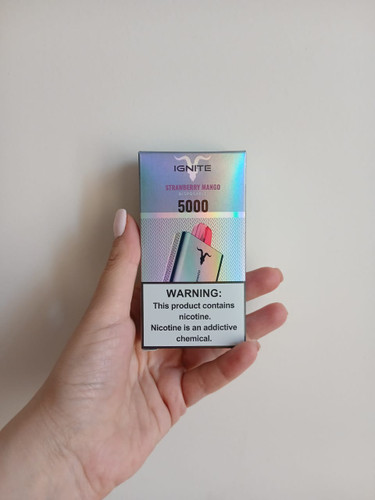 IGNITE
STRAWBERRY MANGO
5000
WARNING:
This product contains
nicotine.
Nicotine is an addictive
chemical.